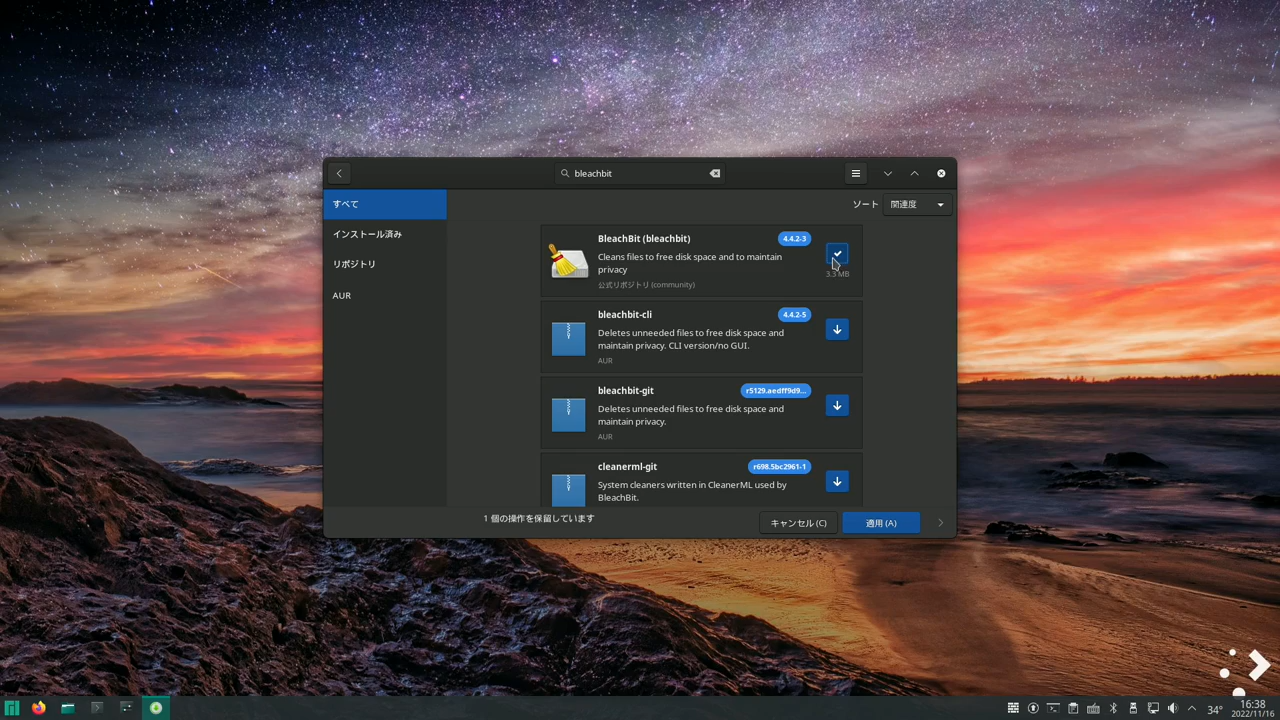 bleachbit
すべて
インストール済み
リポジトリ
AUR
ソート
関連度
BleachBit (bleachbit)
4.4.2-3
Cleans files to free disk space and to maintain
privacy
公式リポジトリ (community)
3.3 MB
bleachbit-cli
4.4.2-5
Deletes unneeded files to free disk space and
maintain privacy. CLI version/no GUI.
AUR
bleachbit-git
r5129.aedff9d9...
Deletes unneeded files to free disk space and
maintain privacy.
AUR
cleanerml-git
r698.5bc2961-1
System cleaners written in CleanerML used by
BleachBit.
1 個の操作を保留しています
キャンセル (C)
適用 (A)
34°
16:38
2022/11/16